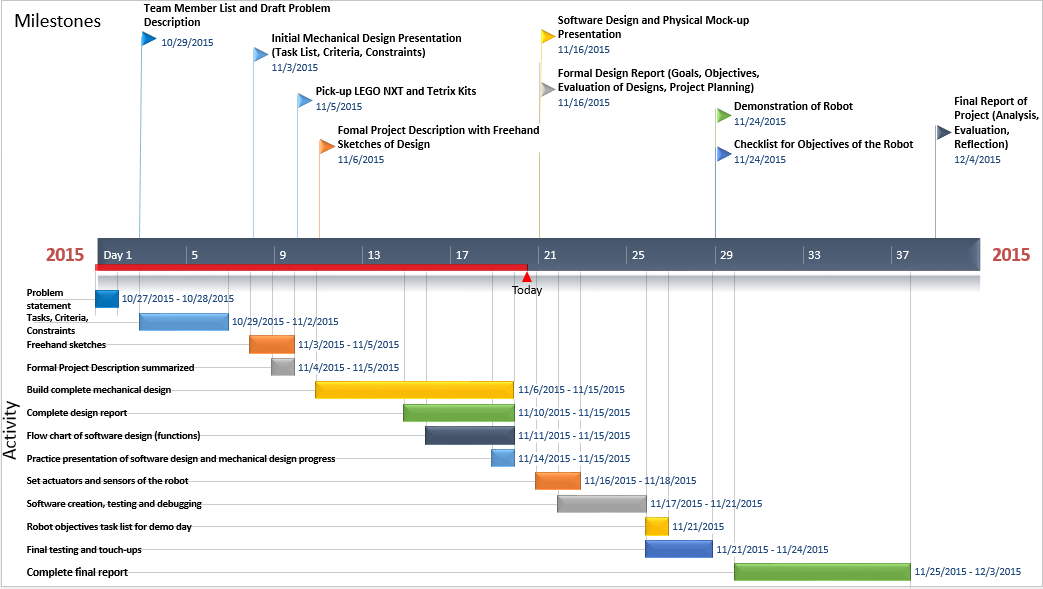 Milestones
Team Member List and Draft Problem
Description
10/29/2015
Initial Mechanical Design Presentation
(Task List, Criteria, Constraints)
11/3/2015
Pick-up LEGO NXT and Tetrix Kits
11/5/2015
Fomal Project Description with Freehand
Sketches of Design
11/6/2015
Software Design and Physical Mock-up
Presentation
11/16/2015
Formal Design Report (Goals, Objectives,
Evaluation of Designs, Project Planning)
11/16/2015
Demonstration of Robot
11/24/2015
Checklist for Objectives of the Robot
11/24/2015
Final Report of
Project (Analysis,
Evaluation,
Reflection)
12/4/2015
2015 Day 1 5 9 13 17 21 25 29 33 37 2015
Today
Activity
Problem
statement
10/27/2015 - 10/28/2015
Tasks, Criteria,
Constraints
10/29/2015 - 11/2/2015
Freehand sketches 11/3/2015 - 11/5/2015
Formal Project Description summarized 11/4/2015 - 11/5/2015
Build complete mechanical design 11/6/2015 - 11/15/2015
Complete design report 11/10/2015 - 11/15/2015
Flow chart of software design (functions) 11/11/2015 - 11/15/2015
Practice presentation of software design and mechanical design progress 11/14/2015 - 11/15/2015
Set actuators and sensors of the robot 11/16/2015 - 11/18/2015
Software creation, testing and debugging 11/17/2015 - 11/21/2015
Robot objectives task list for demo day 11/21/2015
Final testing and touch-ups 11/21/2015 - 11/24/2015
Complete final report 11/25/2015 - 12/3/2015